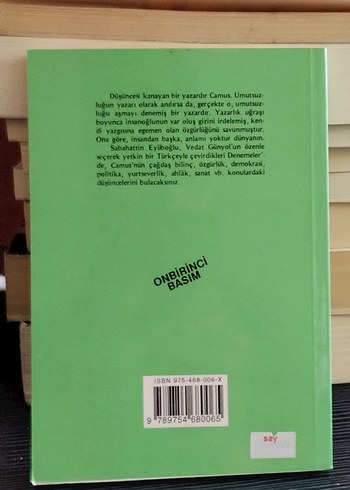 Düşünceni kanayan bir yazardır Camus. Umutsuz-
luğun yazarı olarak anılırsa da, gerçekte o, umutsuz-
luğu aşmayı denemiş bir yazardır. Yazarlık uğraşı
boyunca insanoğlunun var oluş gizini irdelemiş, ken-
di yazgısına egemen olan özgürlüğünü savunmuştur.
Ona göre, insandan başka, anlamı yoktur dünyanın.
Sabahattin Eyüboğlu, Vedat Günyol'un özenle
seçerek yetkin bir Türkçeyle çevirdikleri Denemeler'-
de, Camus'nün çağdaş bilinç, özgürlük, demokrasi,
politika, yurtseverlik, ahlâk, sanat vb. konulardaki
düşüncelerini bulacaksınız.
ONBİRİNCİ
BASIM
ISBN 975-468-006-X
9 789754 680065
say